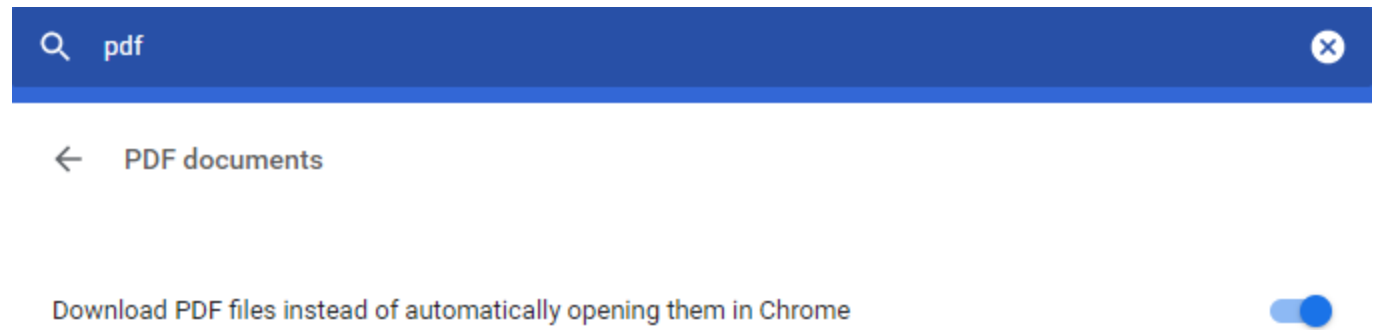 pdf
PDF documents
Download PDF files instead of automatically opening them in Chrome